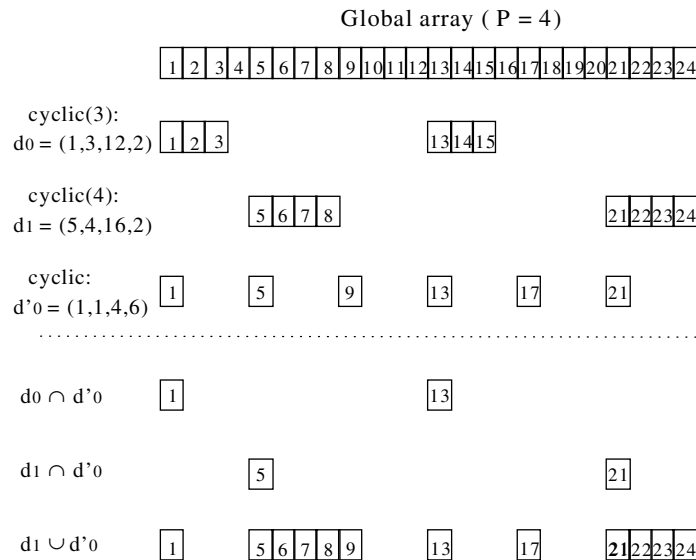 Global array ( P = 4)
1 2 3 4 5 6 7 8 9 10 11 12 13 14 15 16 17 18 19 20 21 22 23 24
cyclic(3):
d0 = (1,3,12,2) 1 2 3 13 14 15
cyclic(4):
d1 = (5,4,16,2) 5 6 7 8 21 22 23 24
cyclic:
d'0 = (1,1,4,6) 1 5 9 13 17 21
d0 ∩ d'0 1 13
d1 ∩ d'0 5 21
d1 ∪ d'0 1 5 6 7 8 9 13 17 21 22 23 24